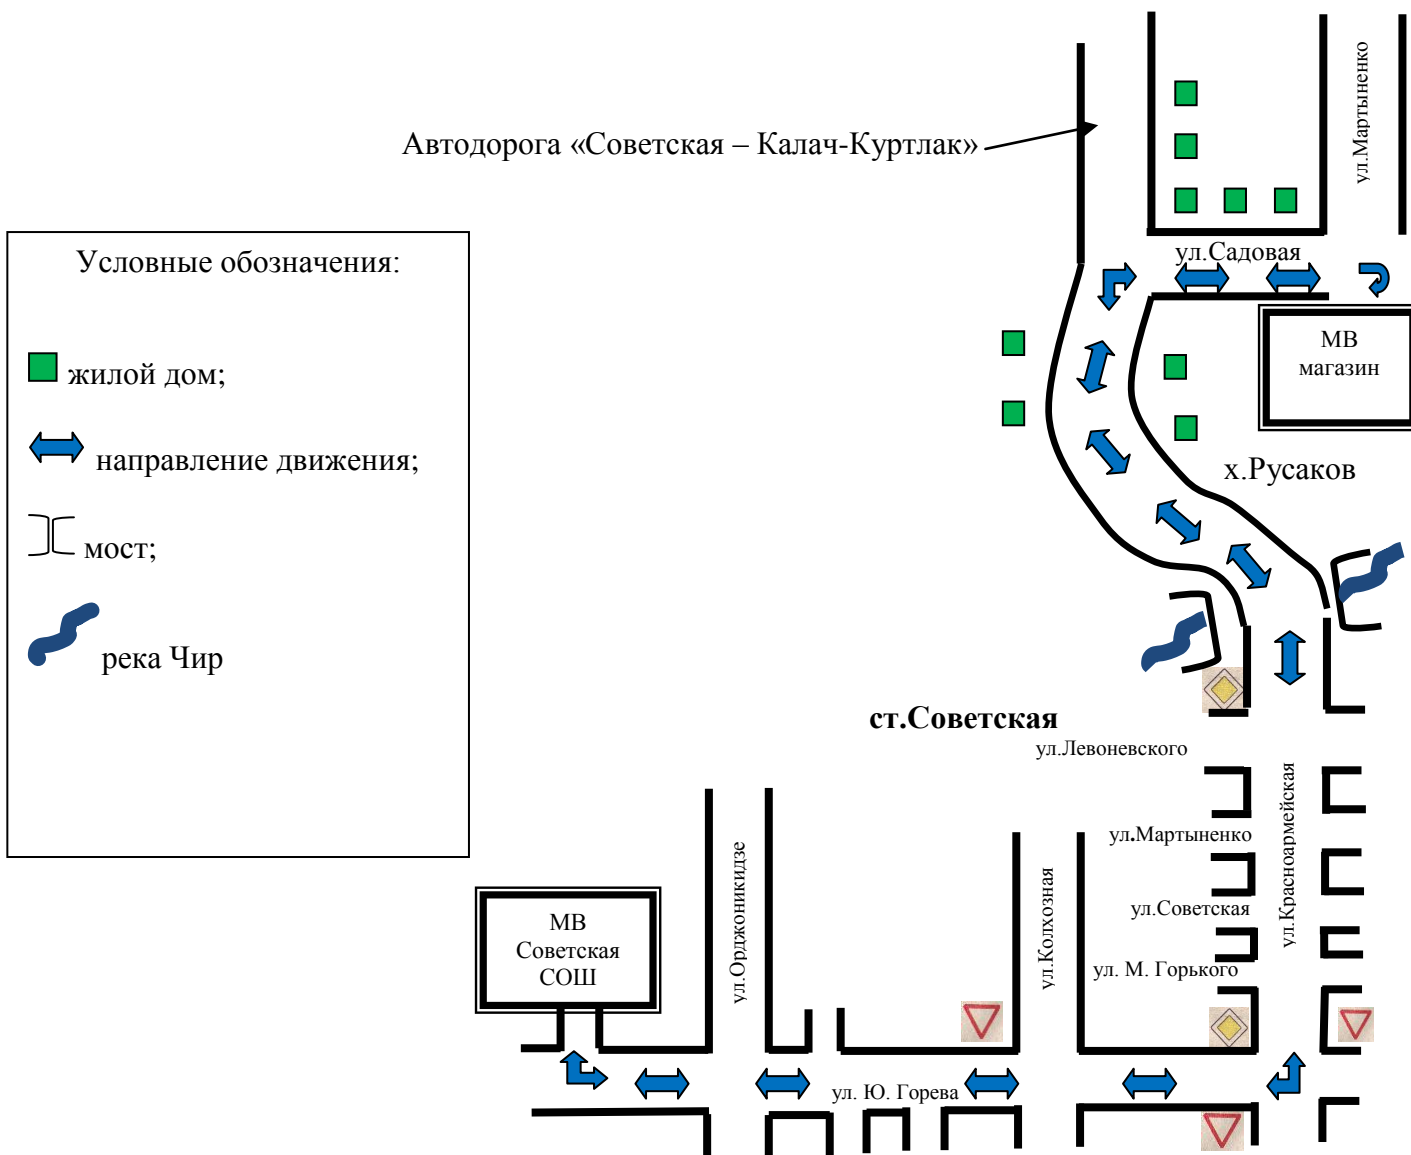 Автодорога «Советская – Калач-Куртлак»
ул.Мартыненко
ул.Садовая
Условные обозначения:
жилой дом;
направление движения;
мост;
река Чир
МВ
магазин
х.Русаков
ст.Советская
ул.Левоневского
ул.Мартыненко
ул.Советская
ул. М. Горького
ул.Красноармейская
ул.Колхозная
ул.Орджоникидзе
МВ
Советская
СОШ
ул. Ю. Горева